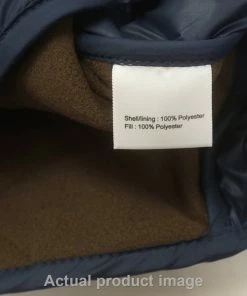 Shell/lining : 100% Polyester
Fill : 100% Polyester
Actual product image